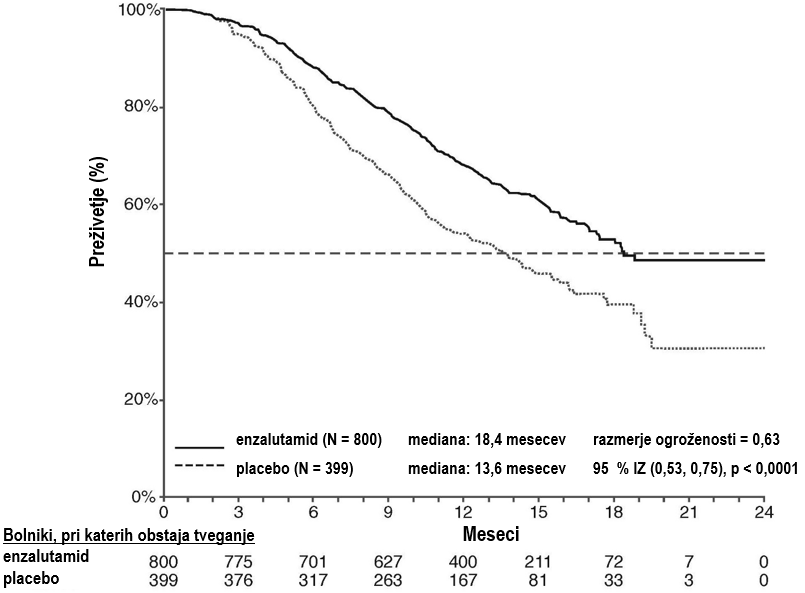 100%
80%
60%
40%
20%
0%
Preživetje (%)
enzalutamid (N = 800) mediana: 18,4 mesecev razmerje ogroženosti = 0,63
placebo (N = 399) mediana: 13,6 mesecev 95 % IZ (0,53, 0,75), p < 0,0001
0 3 6 9 12 15 18 21 24
Meseci
Bolniki, pri katerih obstaja tveganje
enzalutamid 800 775 701 627 400 211 72 7 0
placebo 399 376 317 263 167 81 33 3 0